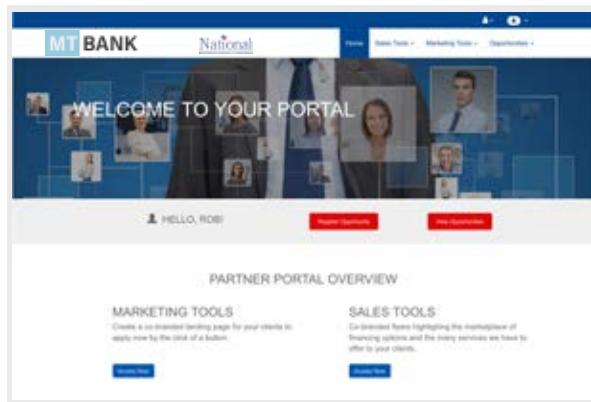 MT BANK
National
Home Sales Tools Marketing Tools Opportunities
WELCOME TO YOUR PORTAL
HELLO, ROB!
Register Opportunity View Opportunities
PARTNER PORTAL OVERVIEW
MARKETING TOOLS
Create a co-branded landing page for your clients to
apply now by the click of a button.
Access Now
SALES TOOLS
Co-branded flyers highlighting the marketplace of
financing options and the many services we have to
offer to your clients.
Access Now